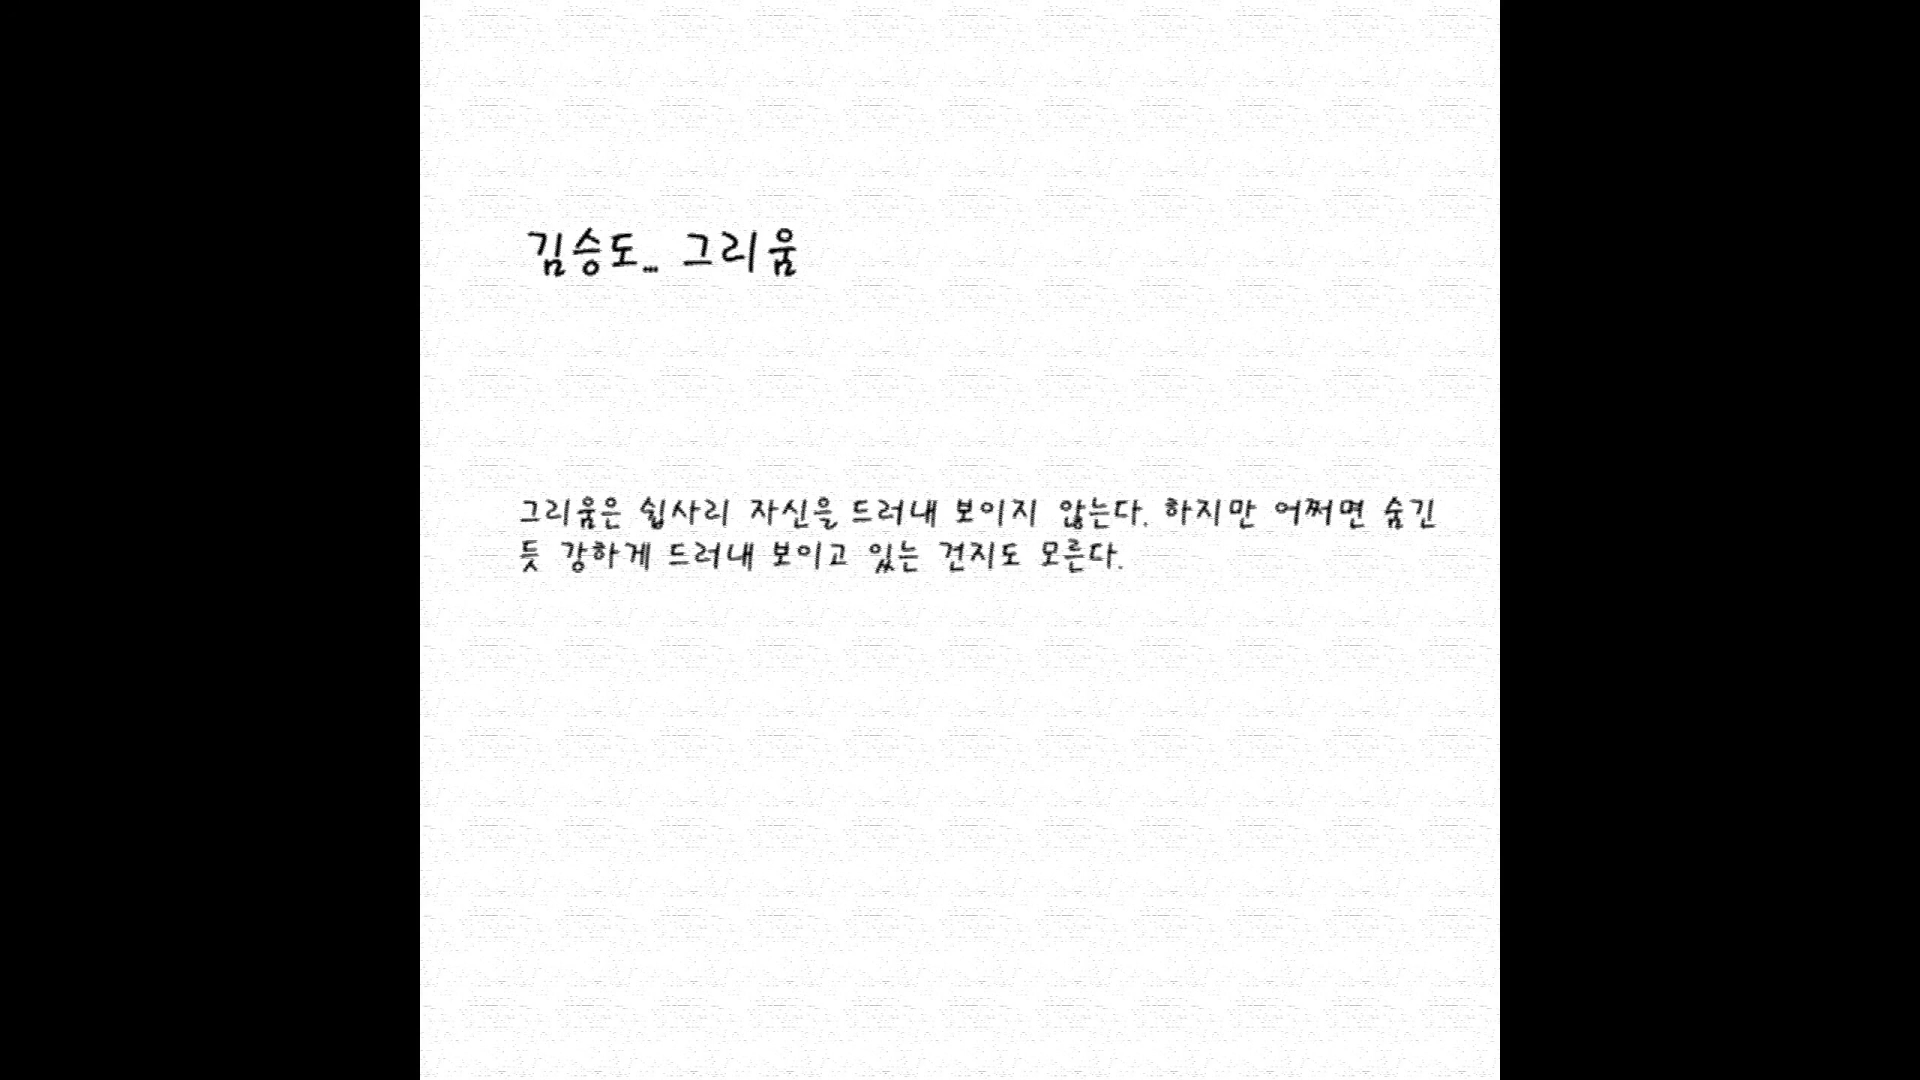 김승도... 그리움
그리움은 쉽사리 자신을 드러내 보이지 않는다. 하지만 어쩌면 숨긴
듯 강하게 드러내 보이고 있는 건지도 모른다.